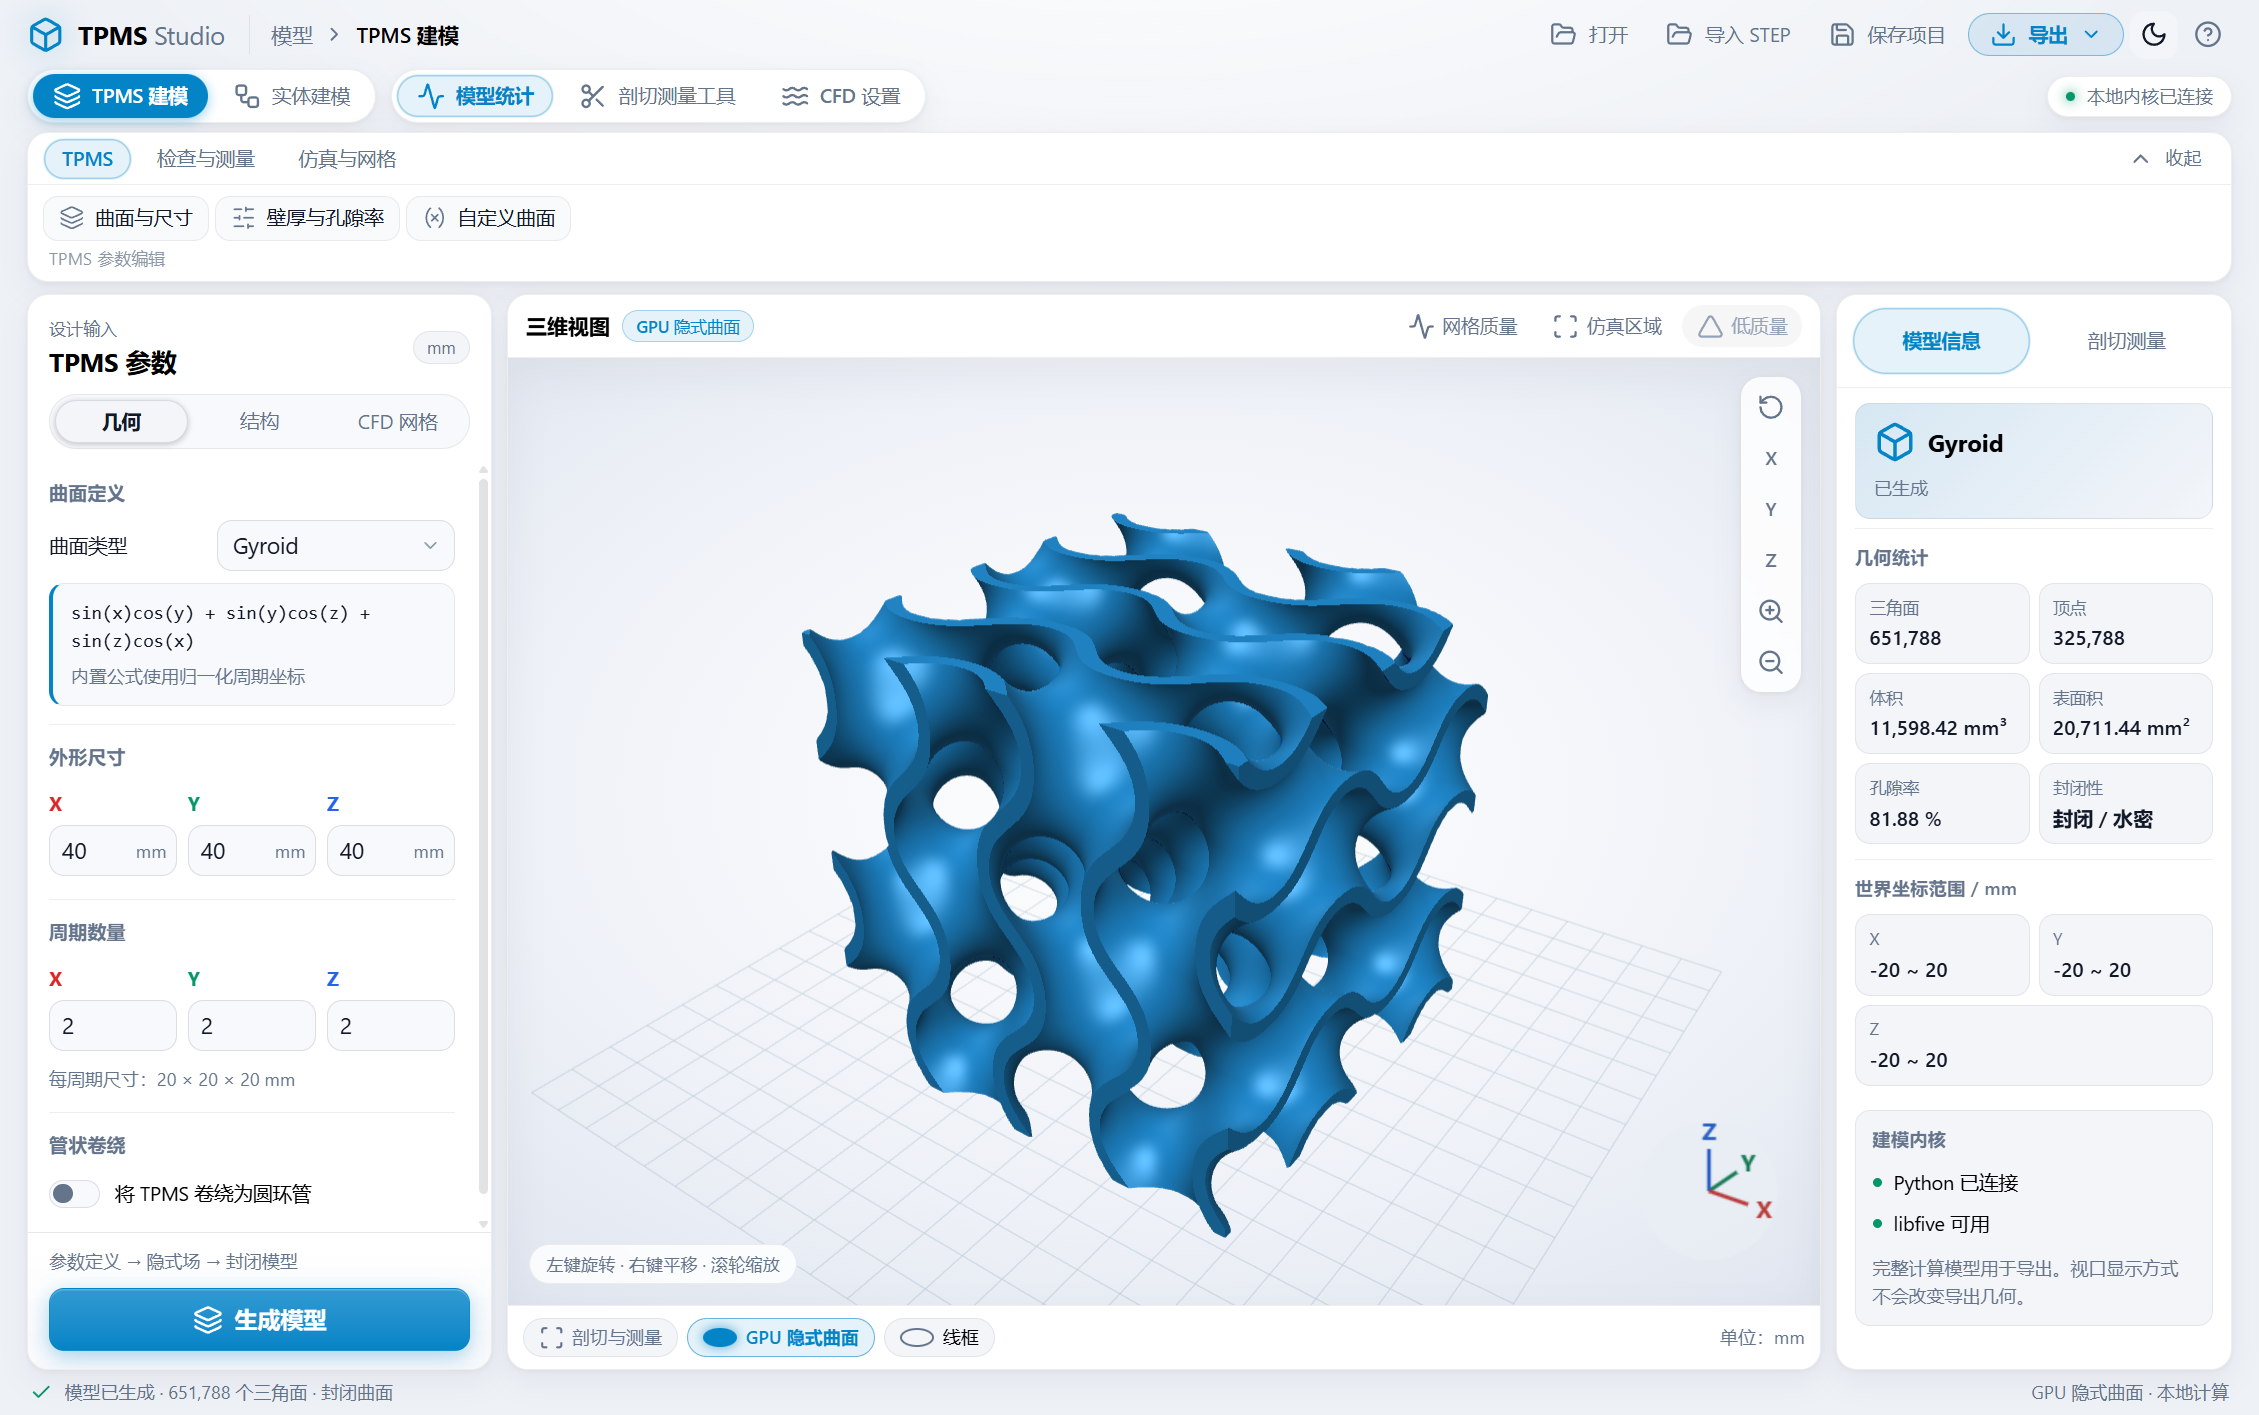 TPMS Studio
模型 > TPMS 建模
打开
导入 STEP
保存项目
导出
TPMS 建模
实体建模
模型统计
剖切测量工具
CFD 设置
本地内核已连接
TPMS
检查与测量
仿真与网格
收起
曲面与尺寸
壁厚与孔隙率
自定义曲面
TPMS 参数编辑
设计输入
TPMS 参数
mm
几何
结构
CFD 网格
曲面定义
曲面类型
Gyroid
sin(x)cos(y) + sin(y)cos(z) +
sin(z)cos(x)
内置公式使用归一化周期坐标
外形尺寸
X
Y
Z
40 mm
40 mm
40 mm
周期数量
X
Y
Z
2
2
2
每周期尺寸：20 × 20 × 20 mm
管状卷绕
将 TPMS 卷绕为圆环管
参数定义 → 隐式场 → 封闭模型
生成模型
三维视图
GPU 隐式曲面
网格质量
仿真区域
低质量
X
Y
Z
Z
Y
X
左键旋转 · 右键平移 · 滚轮缩放
剖切与测量
GPU 隐式曲面
线框
单位：mm
模型信息
剖切测量
Gyroid
已生成
几何统计
三角面
651,788
顶点
325,788
体积
11,598.42 mm³
表面积
20,711.44 mm²
孔隙率
81.88 %
封闭性
封闭 / 水密
世界坐标范围 / mm
X
-20 ~ 20
Y
-20 ~ 20
Z
-20 ~ 20
建模内核
Python 已连接
libfive 可用
完整计算模型用于导出。视口显示方式
不会改变导出几何。
模型已生成 · 651,788 个三角面 · 封闭曲面
GPU 隐式曲面 · 本地计算